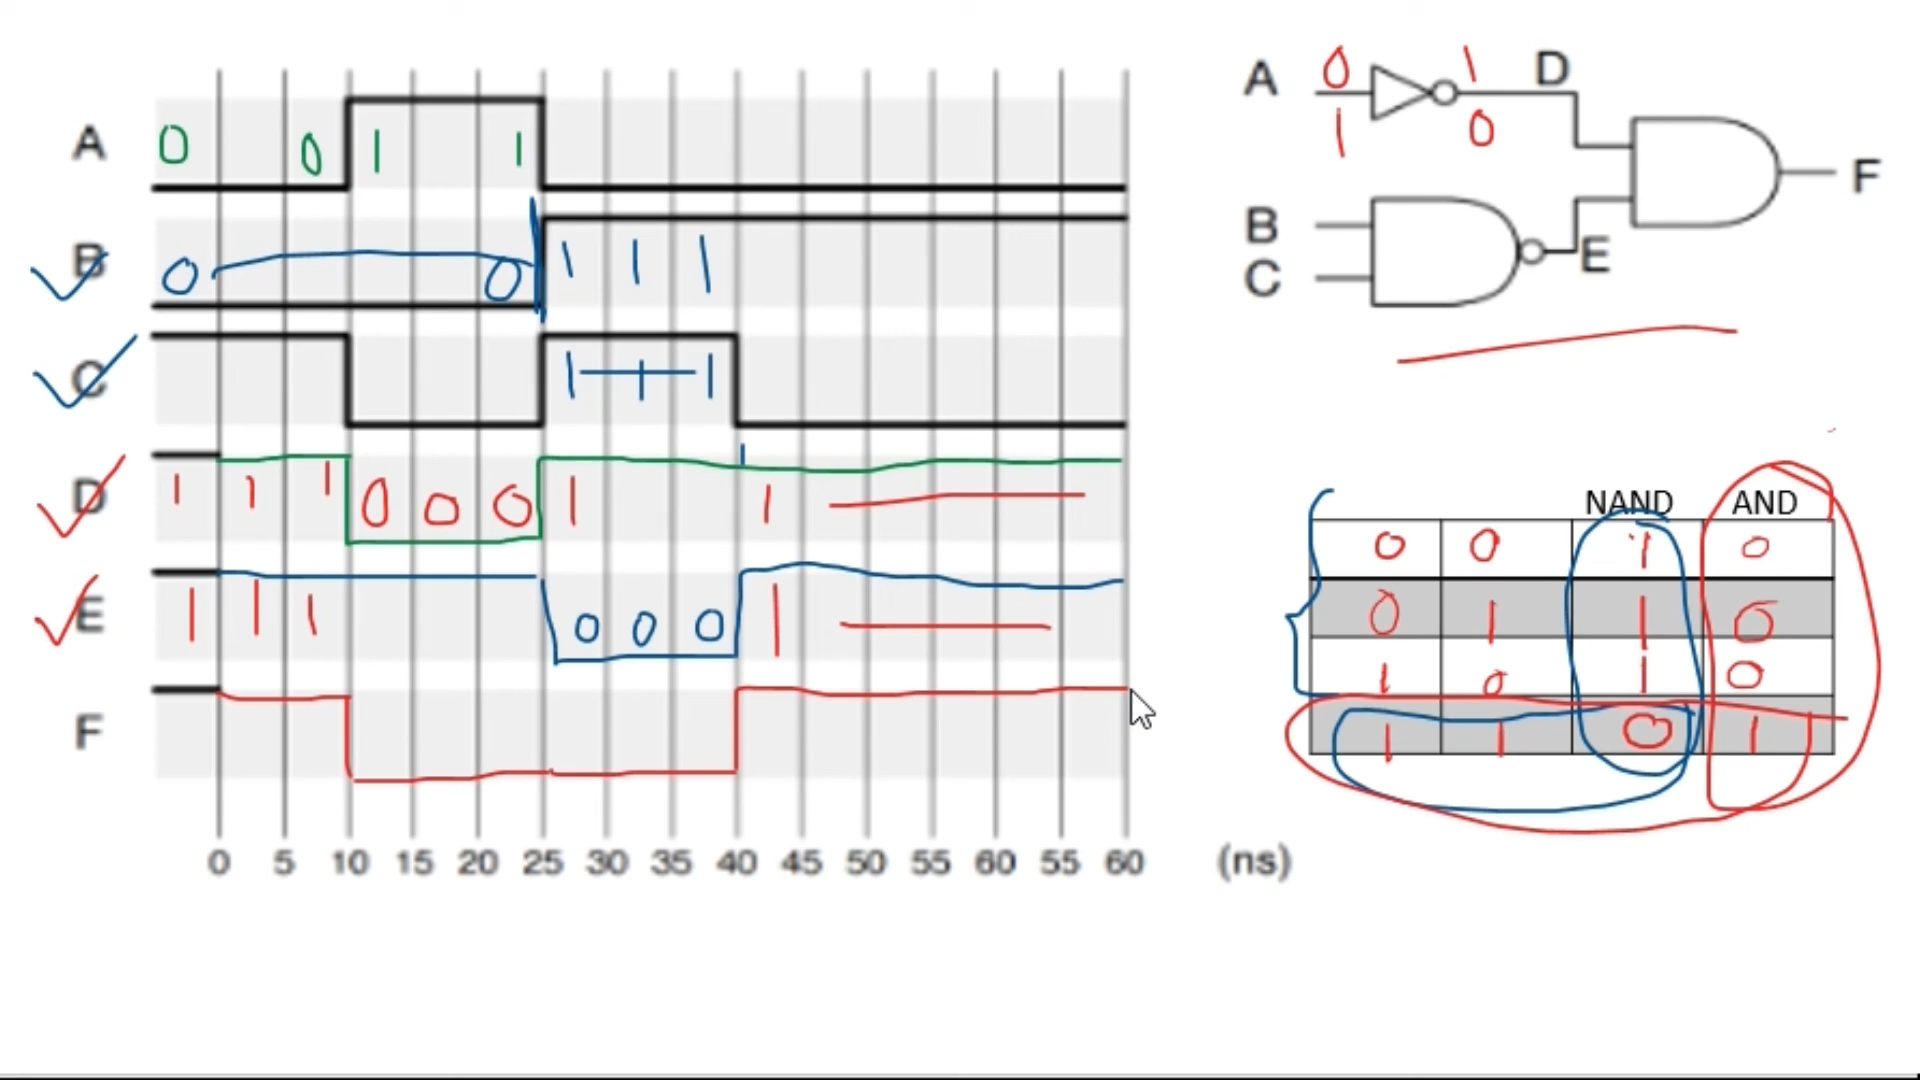 A 0 0 1 1
B 0 0 1 1 1
C 1 1 1
D 1 1 1 0 0 0 1 1
E 1 1 1 0 0 0 1
F
0 5 10 15 20 25 30 35 40 45 50 55 60 55 60 (ns)
A 0 1 D
1 0
F
B
E
C
NAND AND
0 0 1 0
0 1 1 0
1 0 1 0
1 1 0 1